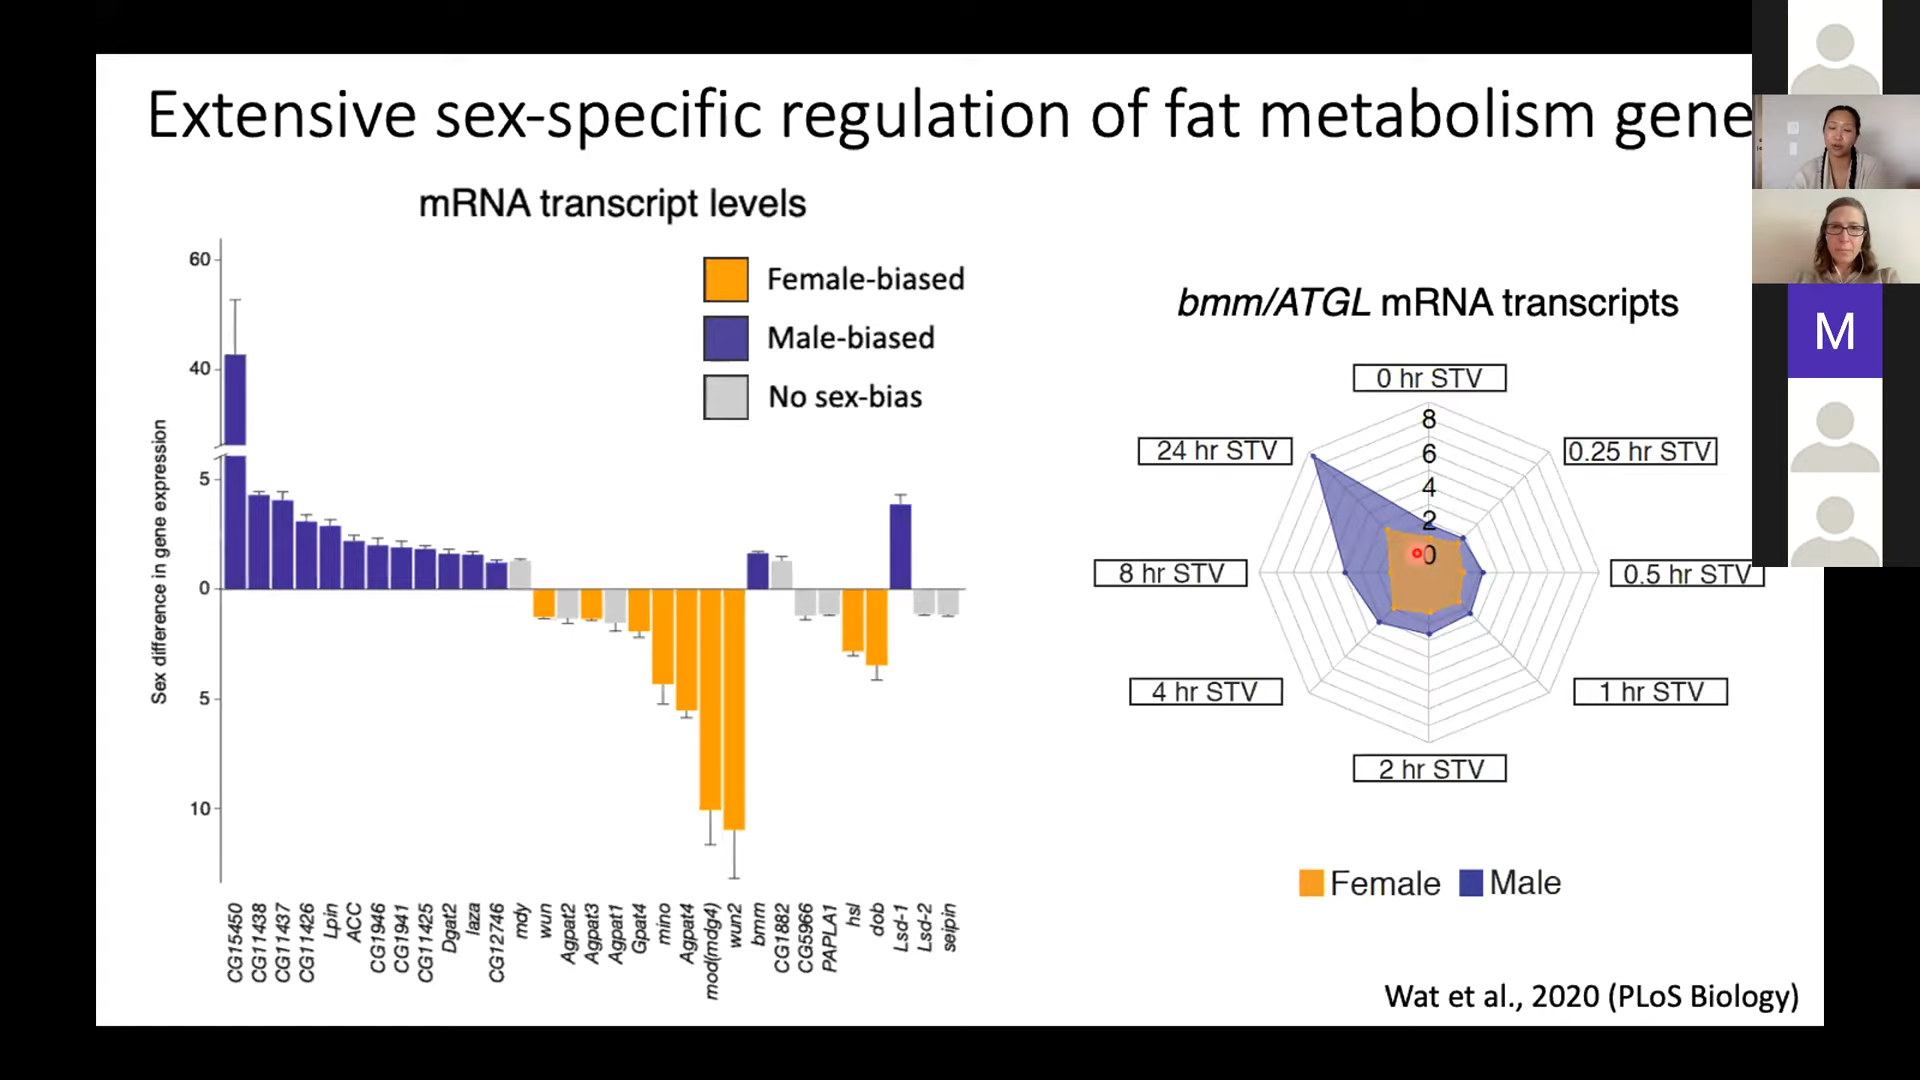 Extensive sex-specific regulation of fat metabolism gene
mRNA transcript levels
Female-biased
Male-biased
No sex-bias
Sex difference in gene expression
60
40
5
0
5
10
CG15450
CG11438
CG11437
CG11426
Lpin
ACC
CG1946
CG1941
CG11425
Dgat2
laza
CG12746
mdy
wun
Agpat2
Agpat3
Agpat1
Gpat4
mino
Agpat4
mod(mdg4)
wun2
bmm
CG1882
CG5966
PAPLA1
hsl
dob
Lsd-1
Lsd-2
seipin
bmm/ATGL mRNA transcripts
0 hr STV
0.25 hr STV
0.5 hr STV
1 hr STV
2 hr STV
4 hr STV
8 hr STV
24 hr STV
8
6
4
2
0
Female
Male
Wat et al., 2020 (PLoS Biology)
M